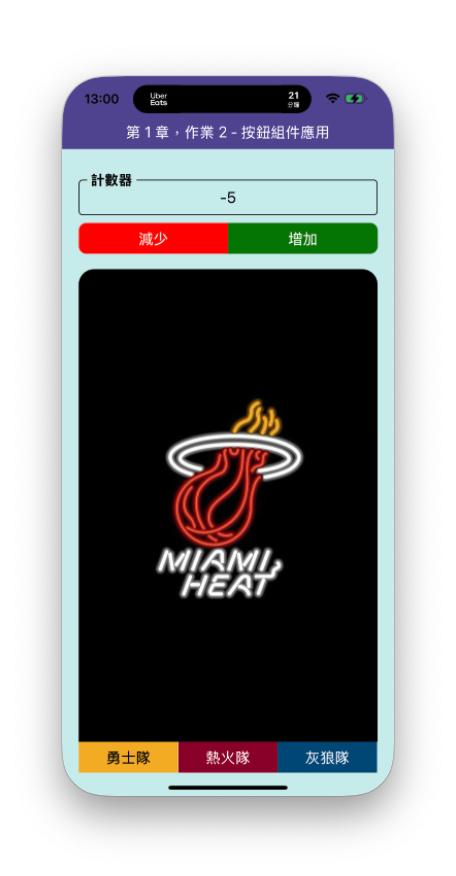 13:00
Uber
Eats
21
分鐘
第 1 章，作業 2 - 按鈕組件應用
計數器
-5
減少
增加
MIAMI
HEAT
勇士隊
熱火隊
灰狼隊